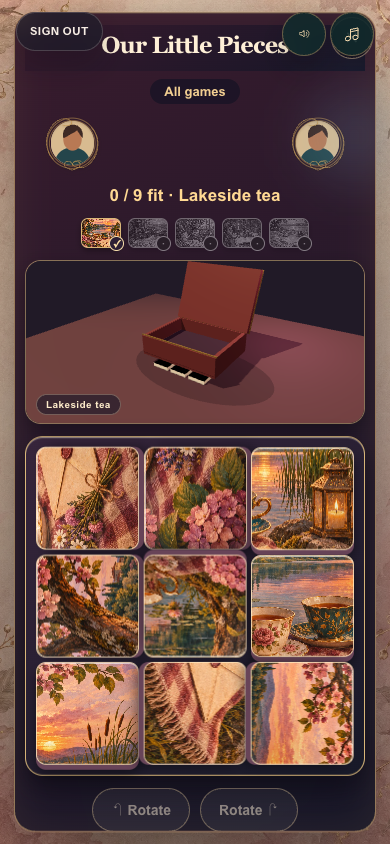 SIGN OUT
Our Little Pieces
All games
0 / 9 fit · Lakeside tea
Lakeside tea
Rotate
Rotate